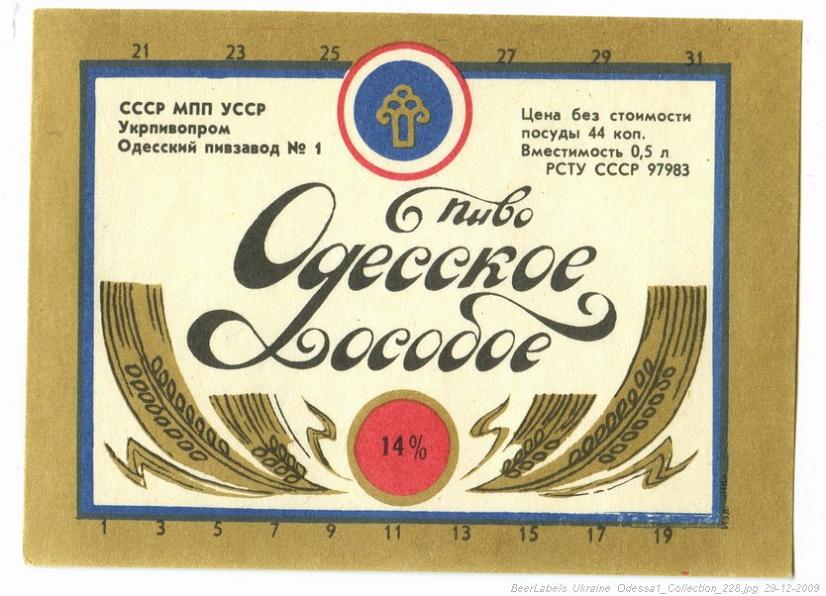 21 23 25 27 29 31
СССР МПП УССР
Укрпивопром
Одесский пивзавод № 1
Цена без стоимости
посуды 44 коп.
Вместимость 0,5 л
РСТУ СССР 97983
пиво
Одесское
особое
14%
1 3 5 7 9 11 13 15 17 19
BeerLabels Ukraine Odessa1_Collection_228.jpg 29-12-2009